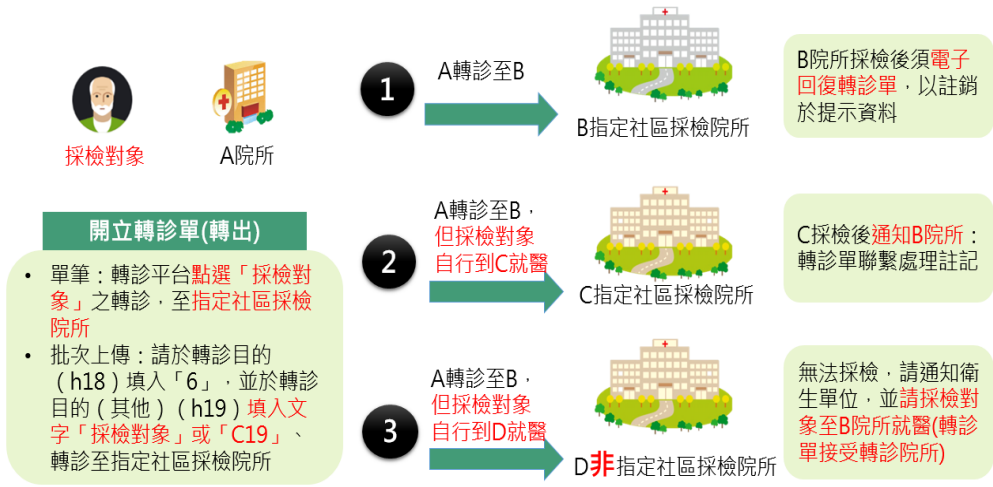 採檢對象
A院所
開立轉診單(轉出)
• 單筆：轉診平台點選「採檢對
象」之轉診，至指定社區採檢
院所
• 批次上傳：請於轉診目的
（h18）填入「6」，並於轉診
目的（其他）（h19）填入文
字「採檢對象」或「C19」、
轉診至指定社區採檢院所
1
A轉診至B
B指定社區採檢院所
B院所採檢後須電子
回復轉診單，以註銷
於提示資料
2
A轉診至B，
但採檢對象
自行到C就醫
C指定社區採檢院所
C採檢後通知B院所：
轉診單聯繫處理註記
3
A轉診至B，
但採檢對象
自行到D就醫
D非指定社區採檢院所
無法採檢，請通知衛
生單位，並請採檢對
象至B院所就醫(轉診
單接受轉診院所)